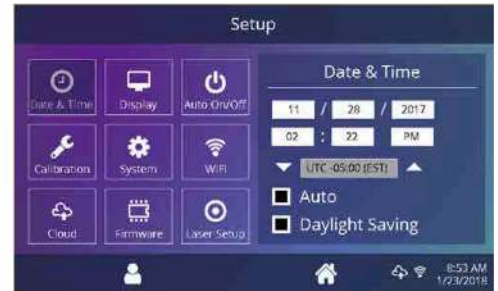 Setup
Date & Time
Display
Auto On/Off
Calibration
System
WiFi
Cloud
Firmware
Laser Setup
Date & Time
11 / 28 / 2017
02 : 22 PM
UTC -05:00 (EST)
Auto
Daylight Saving
8:53 AM
1/23/2018